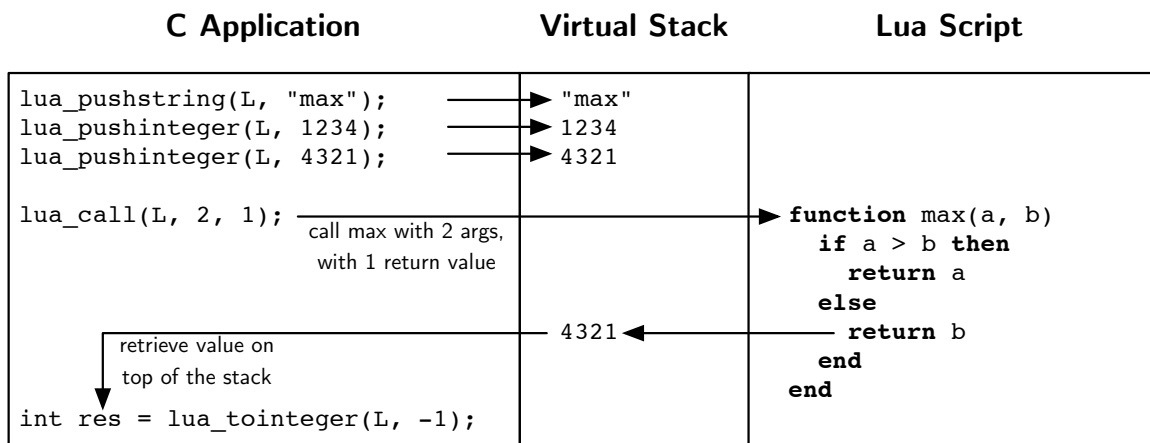 C Application Virtual Stack Lua Script
lua_pushstring(L, "max"); "max"
lua_pushinteger(L, 1234); 1234
lua_pushinteger(L, 4321); 4321
lua_call(L, 2, 1); function max(a, b)
call max with 2 args, if a > b then
with 1 return value return a
else
4321 return b
retrieve value on end
top of the stack end
int res = lua_tointeger(L, -1);